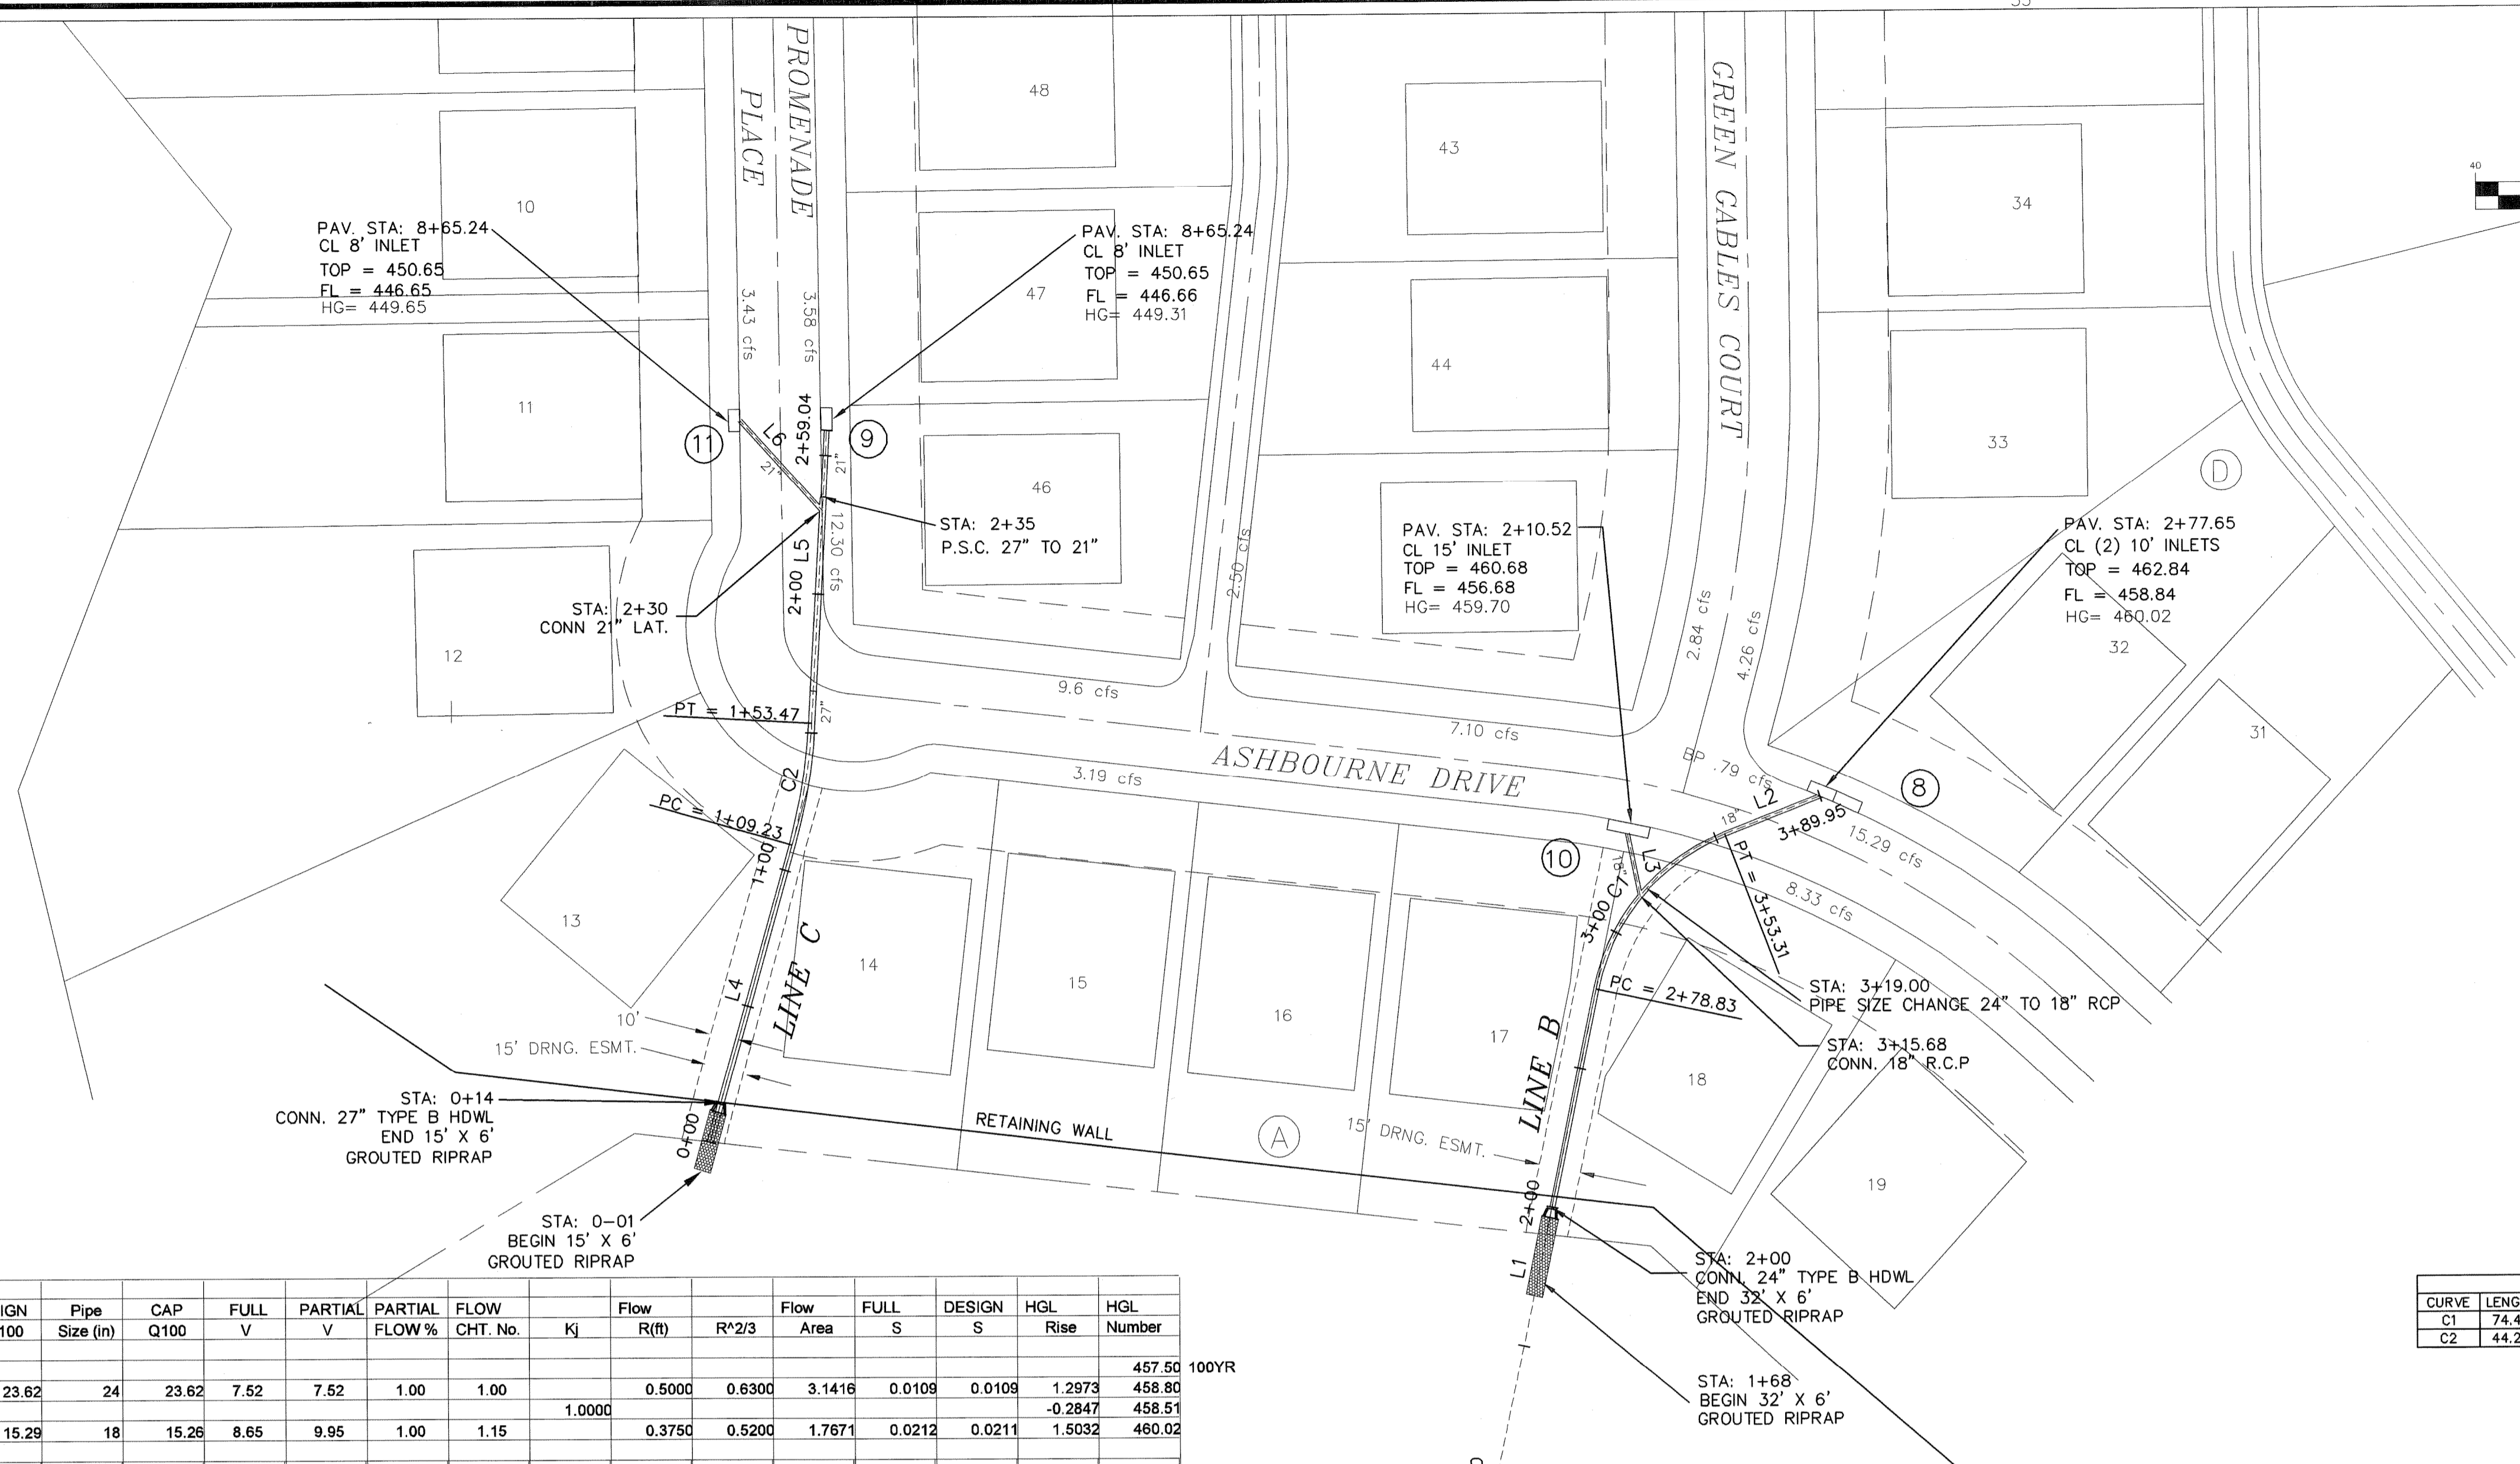 PROMENADE
PLACE
GREEN GABLES COURT
ASHBOURNE DRIVE
48
43
34
40
10
47
44
33
11
46
12
32
31
13
14
15
16
17
18
19
A
D
PAV. STA: 8+65.24
CL 8' INLET
TOP = 450.65
FL = 446.65
HG= 449.65
PAV. STA: 8+65.24
CL 8' INLET
TOP = 450.65
FL = 446.66
HG= 449.31
3.43 cfs
3.58 cfs
2+59.04
L6
21"
11
9
STA: 2+35
P.S.C. 27" TO 21"
12.30 cfs
L5
2+00
STA: 2+30
CONN 21" LAT.
2.50 cfs
PAV. STA: 2+10.52
CL 15' INLET
TOP = 460.68
FL = 456.68
HG= 459.70
PAV. STA: 2+77.65
CL (2) 10' INLETS
TOP = 462.84
FL = 458.84
HG= 460.02
2.84 cfs
4.26 cfs
9.6 cfs
7.10 cfs
3.19 cfs
BP .79 cfs
PT = 1+53.47
27"
C2
PC = 1+09.23
1+00
L4
LINE C
10'
15' DRNG. ESMT.
8
L2
18"
3+89.95
15.29 cfs
8.33 cfs
10
L3
18"
C1
3+00
PT = 3+53.31
PC = 2+78.83
LINE B
STA: 3+19.00
PIPE SIZE CHANGE 24" TO 18" RCP
STA: 3+15.68
CONN. 18" R.C.P
STA: 0+14
CONN. 27" TYPE B HDWL
END 15' X 6'
GROUTED RIPRAP
0+00
RETAINING WALL
15' DRNG. ESMT.
2+00
L1
STA: 0-01
BEGIN 15' X 6'
GROUTED RIPRAP
STA: 2+00
CONN. 24" TYPE B HDWL
END 32' X 6'
GROUTED RIPRAP
STA: 1+68
BEGIN 32' X 6'
GROUTED RIPRAP
IGN Pipe CAP FULL PARTIAL PARTIAL FLOW Flow Flow FULL DESIGN HGL HGL
100 Size (in) Q100 V V FLOW % CHT. No. Kj R(ft) R^2/3 Area S S Rise Number
457.50 100YR
23.62 24 23.62 7.52 7.52 1.00 1.00 0.5000 0.6300 3.1416 0.0109 0.0109 1.2973 458.80
1.0000 -0.2847 458.51
15.29 18 15.26 8.65 9.95 1.00 1.15 0.3750 0.5200 1.7671 0.0212 0.0211 1.5032 460.02
CURVE LENG
C1 74.4
C2 44.2